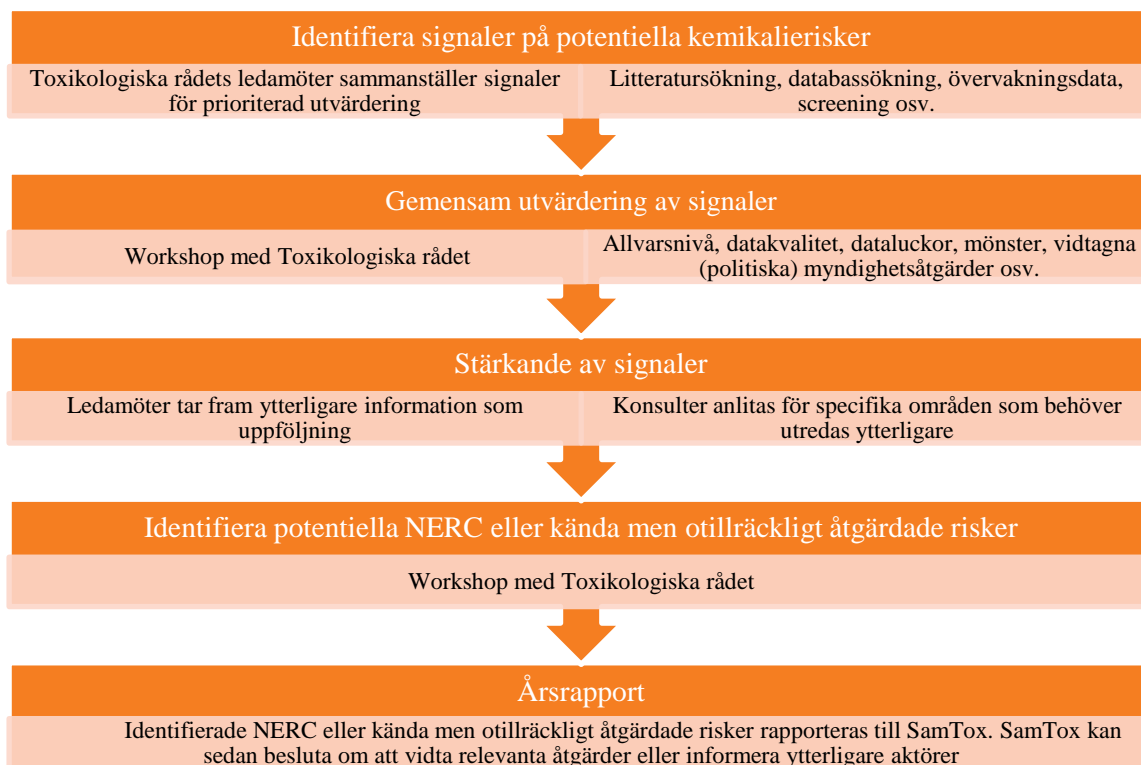 Identifiera signaler på potentiella kemikalierisker
Toxikologiska rådets ledamöter sammanställer signaler
för prioriterad utvärdering
Litteratursökning, databassökning, övervakningsdata,
screening osv.
Gemensam utvärdering av signaler
Workshop med Toxikologiska rådet
Allvarsnivå, datakvalitet, dataluckor, mönster, vidtagna
(politiska) myndighetsåtgärder osv.
Stärkande av signaler
Ledamöter tar fram ytterligare information som
uppföljning
Konsulter anlitas för specifika områden som behöver
utredas ytterligare
Identifiera potentiella NERC eller kända men otillräckligt åtgärdade risker
Workshop med Toxikologiska rådet
Årsrapport
Identifierade NERC eller kända men otillräckligt åtgärdade risker rapporteras till SamTox. SamTox kan
sedan besluta om att vidta relevanta åtgärder eller informera ytterligare aktörer